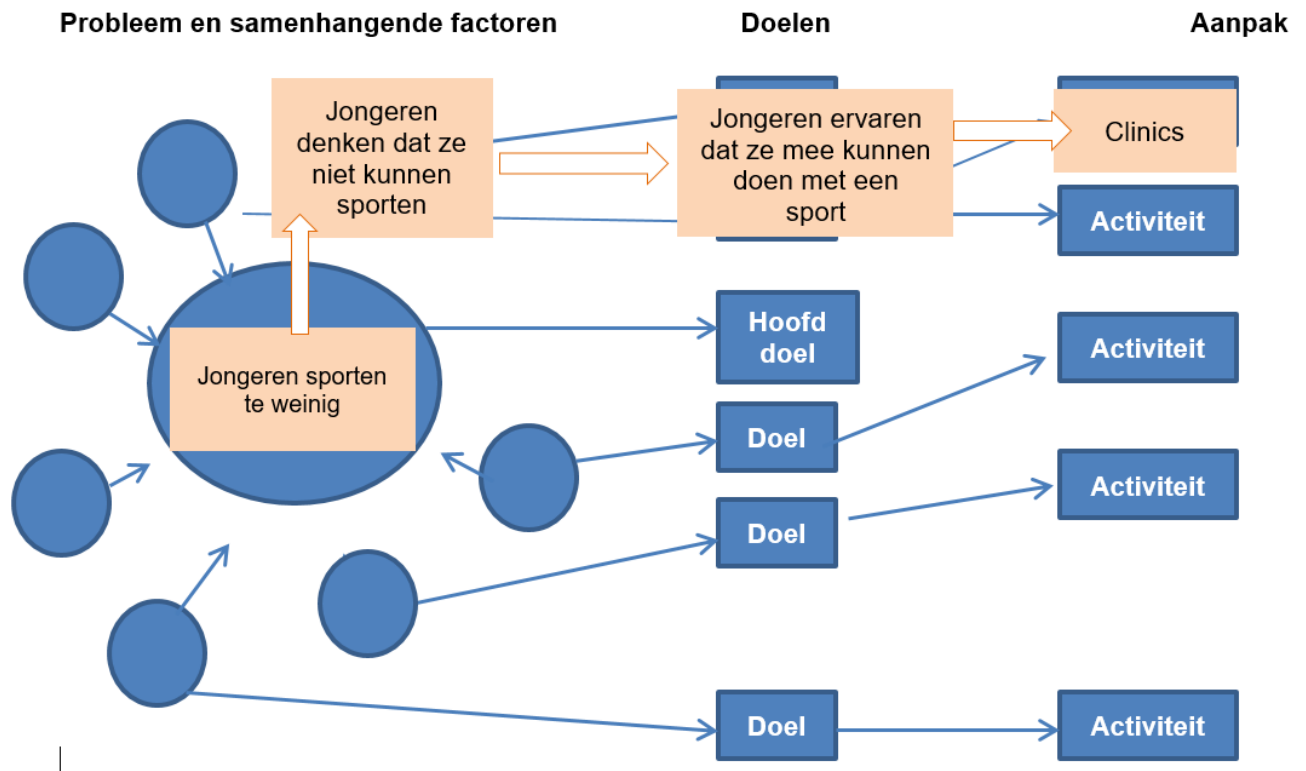 Probleem en samenhangende factoren
Doelen
Aanpak
Jongeren
denken dat ze
niet kunnen
sporten
Jongeren ervaren
dat ze mee kunnen
doen met een
sport
Clinics
Activiteit
Jongeren sporten
te weinig
Hoofd
doel
Activiteit
Doel
Doel
Activiteit
Doel
Activiteit